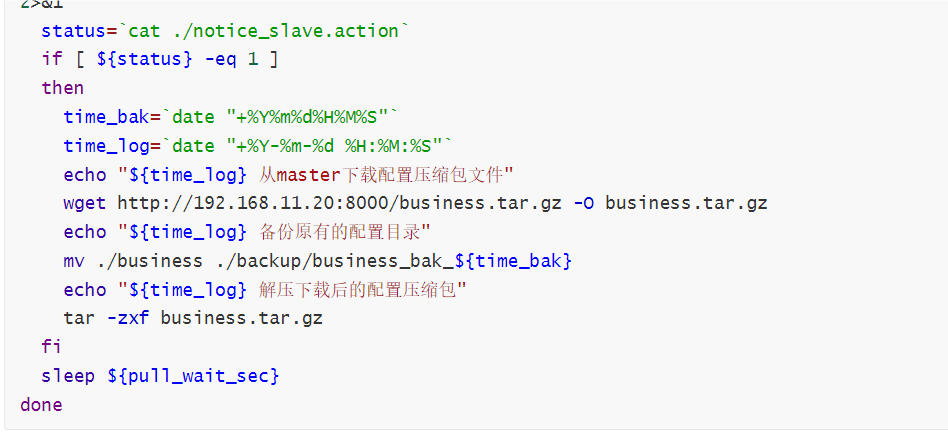 2>&1
  status=`cat ./notice_slave.action`
  if [ ${status} -eq 1 ]
  then
    time_bak=`date "+%Y%m%d%H%M%S"`
    time_log=`date "+%Y-%m-%d %H:%M:%S"`
    echo "${time_log} 从master下载配置压缩包文件"
    wget http://192.168.11.20:8000/business.tar.gz -O business.tar.gz
    echo "${time_log} 备份原有的配置目录"
    mv ./business ./backup/business_bak_${time_bak}
    echo "${time_log} 解压下载后的配置压缩包"
    tar -zxf business.tar.gz
  fi
  sleep ${pull_wait_sec}
done